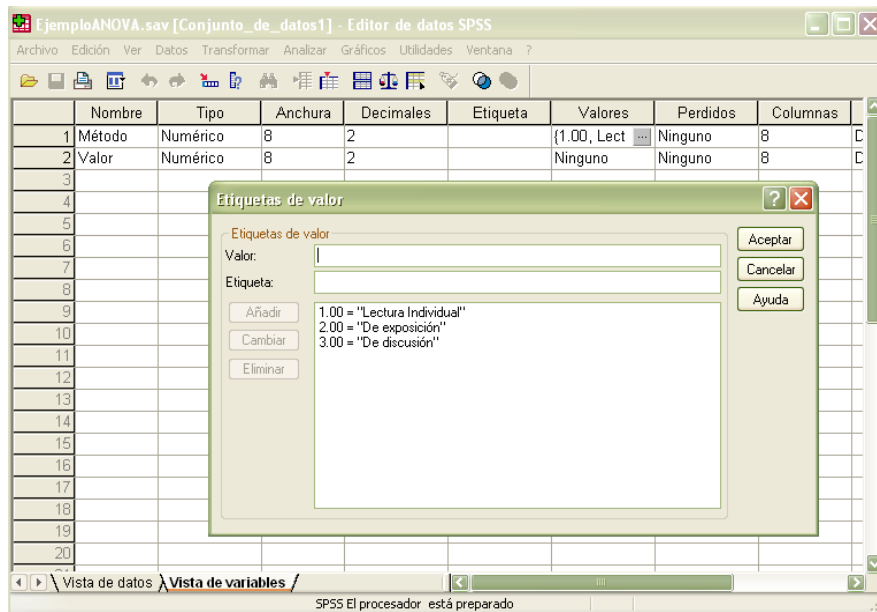 EjemploANOVA.sav [Conjunto_de_datos1] - Editor de datos SPSS
Archivo Edición Ver Datos Transformar Analizar Gráficos Utilidades Ventana ?
Nombre Tipo Anchura Decimales Etiqueta Valores Perdidos Columnas
1 Método Numérico 8 2 {1.00, Lect ... Ninguno 8 D
2 Valor Numérico 8 2 Ninguno Ninguno 8 D
3
4
Etiquetas de valor
5
Etiquetas de valor
Aceptar
6
Valor:
7
Cancelar
8
Etiqueta:
9
Añadir
1.00 = "Lectura Individual"
Ayuda
10
2.00 = "De exposición"
Cambiar
3.00 = "De discusión"
11
12
Eliminar
13
14
15
16
17
18
19
20
Vista de datos Vista de variables
SPSS El procesador está preparado